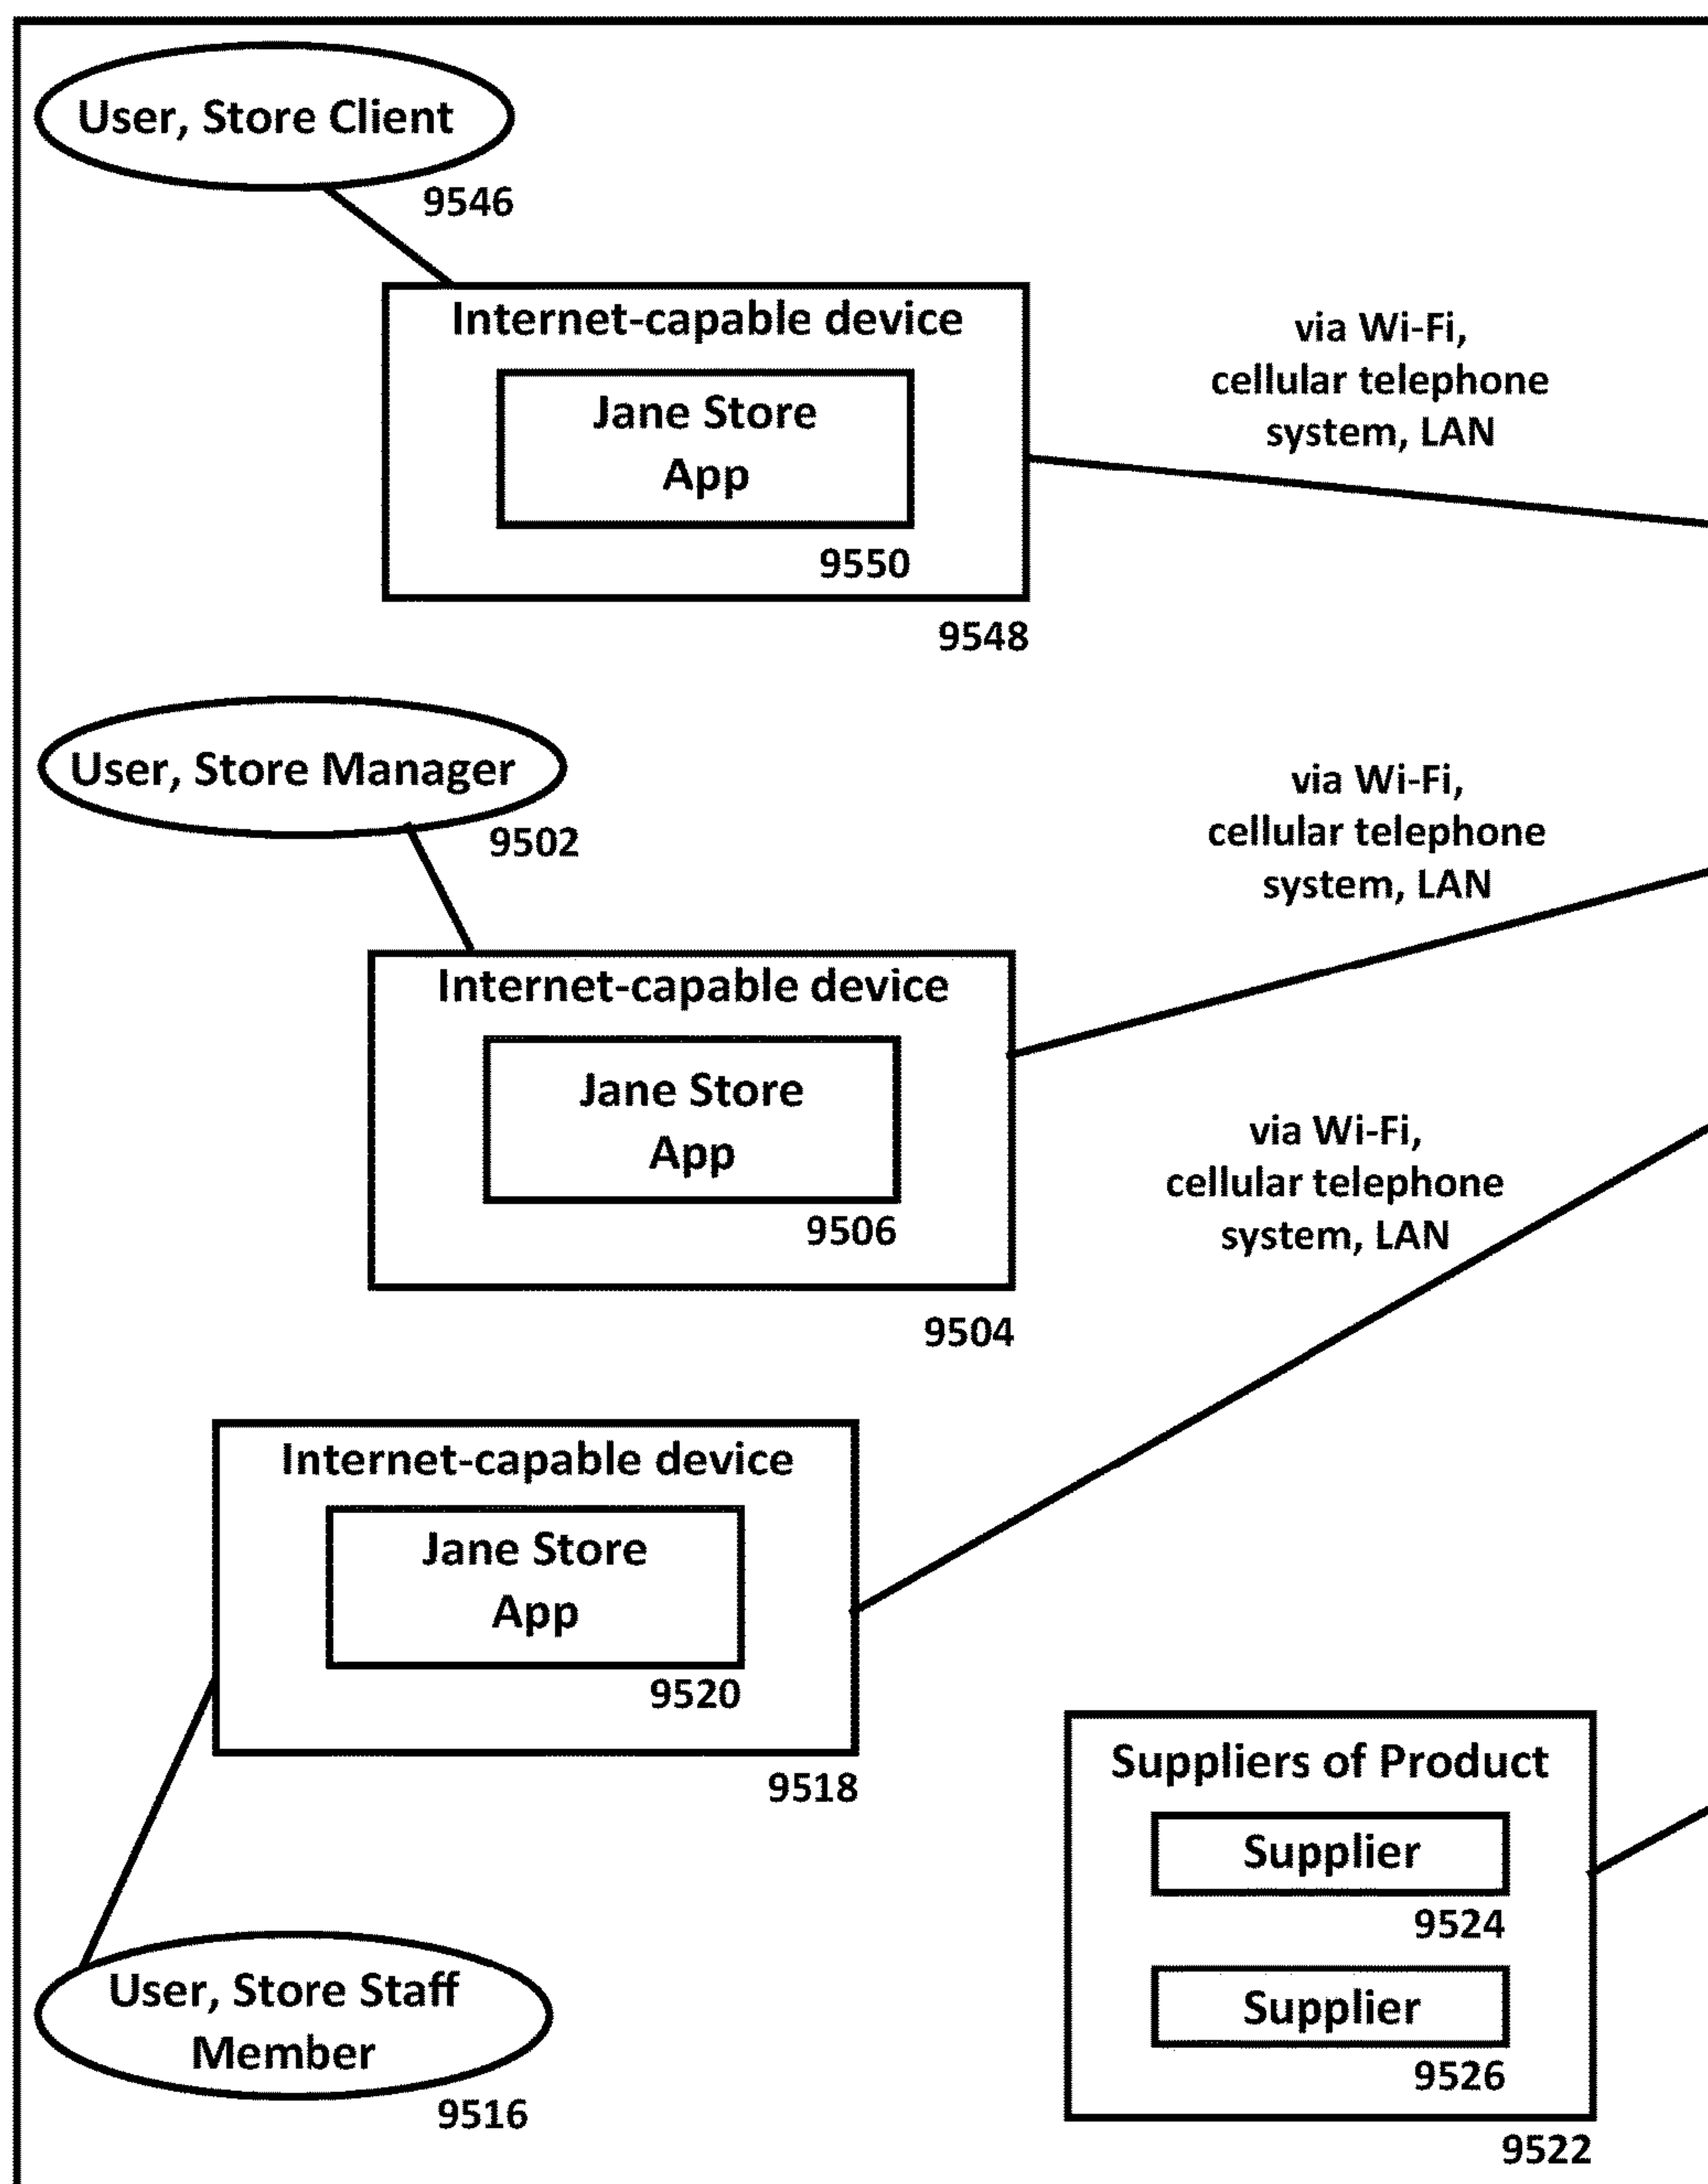 User, Store Client
9546
Internet-capable device
Jane Store
App
9550
9548
via Wi-Fi,
cellular telephone
system, LAN
User, Store Manager
9502
Internet-capable device
Jane Store
App
9506
9504
via Wi-Fi,
cellular telephone
system, LAN
via Wi-Fi,
cellular telephone
system, LAN
Internet-capable device
Jane Store
App
9520
9518
User, Store Staff
Member
9516
Suppliers of Product
Supplier
9524
Supplier
9526
9522